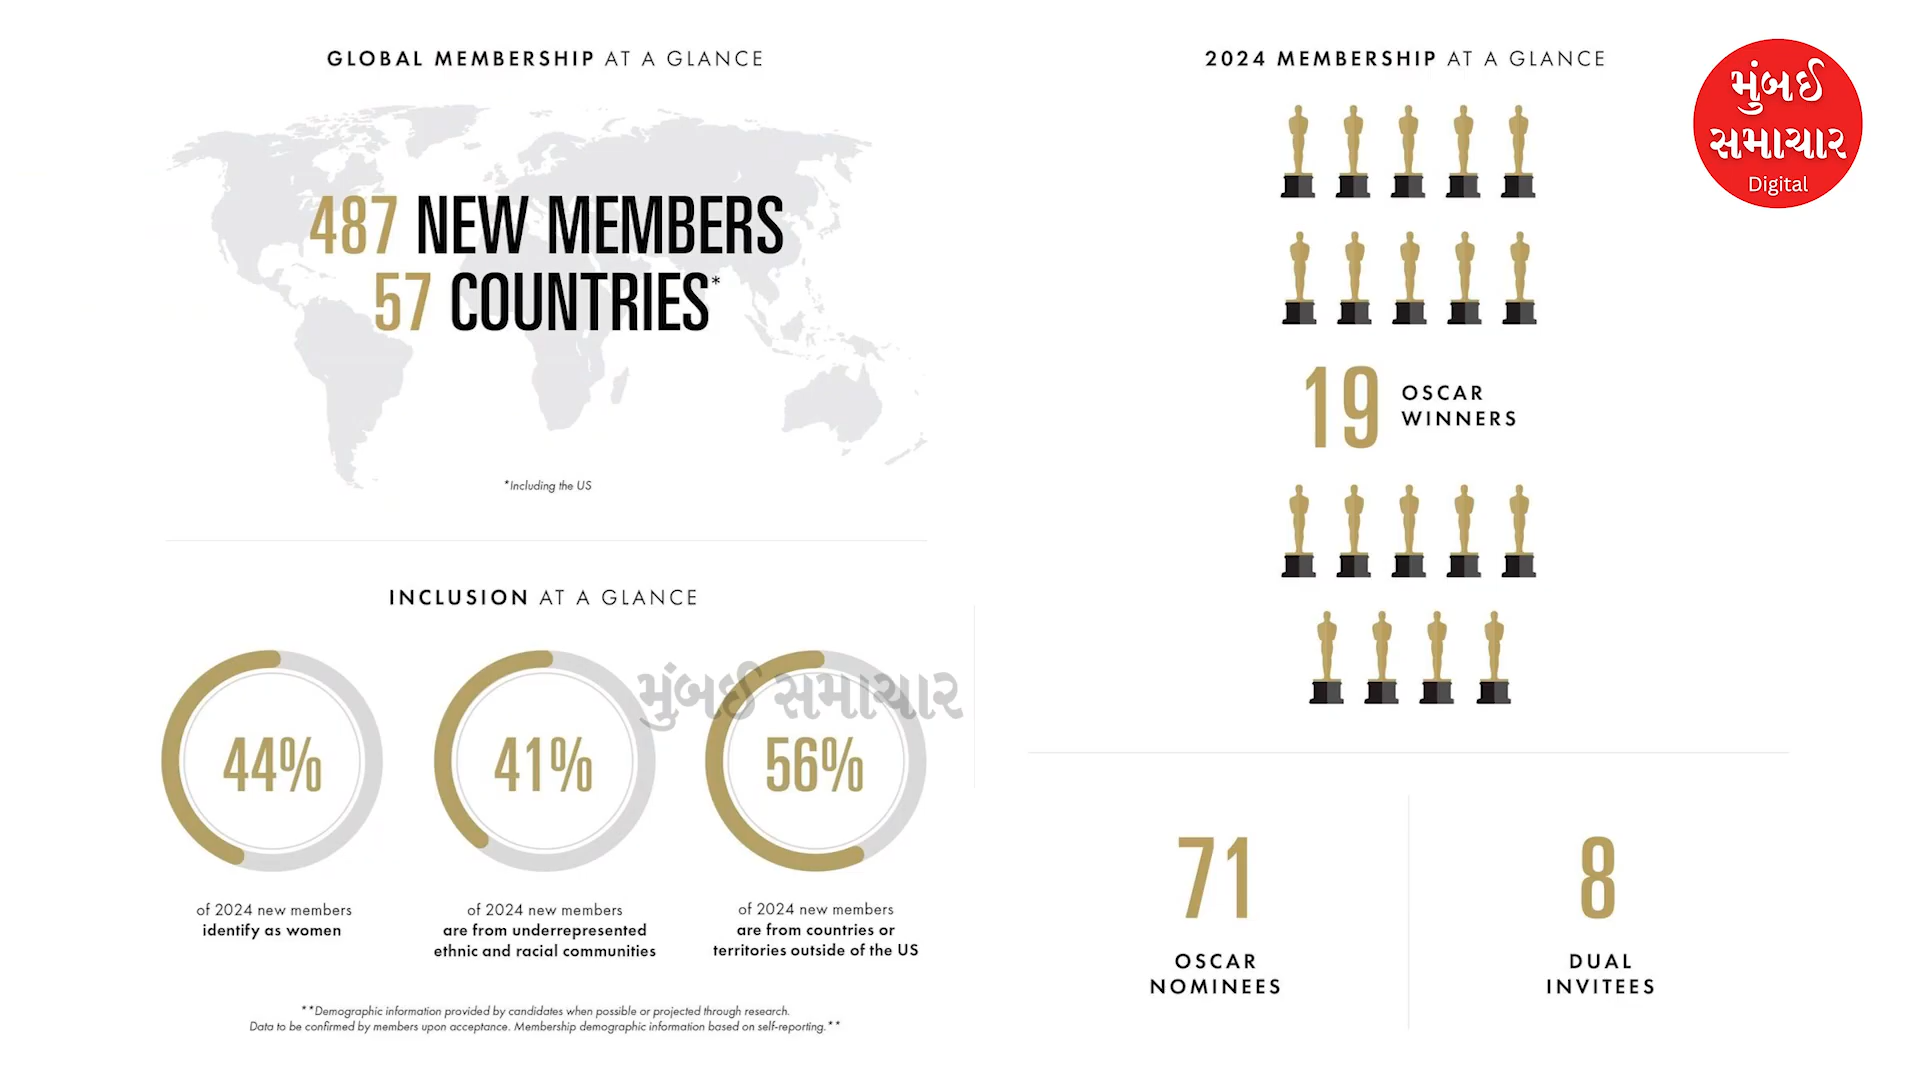 GLOBAL MEMBERSHIP AT A GLANCE
487 NEW MEMBERS
57 COUNTRIES*
*Including the US
INCLUSION AT A GLANCE
44%
of 2024 new members
identify as women
41%
of 2024 new members
are from underrepresented
ethnic and racial communities
56%
of 2024 new members
are from countries or
territories outside of the US
મુંબઈ સમાચાર
**Demographic information provided by candidates when possible or projected through research.
Data to be confirmed by members upon acceptance. Membership demographic information based on self-reporting.**
2024 MEMBERSHIP AT A GLANCE
19
OSCAR
WINNERS
71
OSCAR
NOMINEES
8
DUAL
INVITEES
મુંબઈ
સમાચાર
Digital